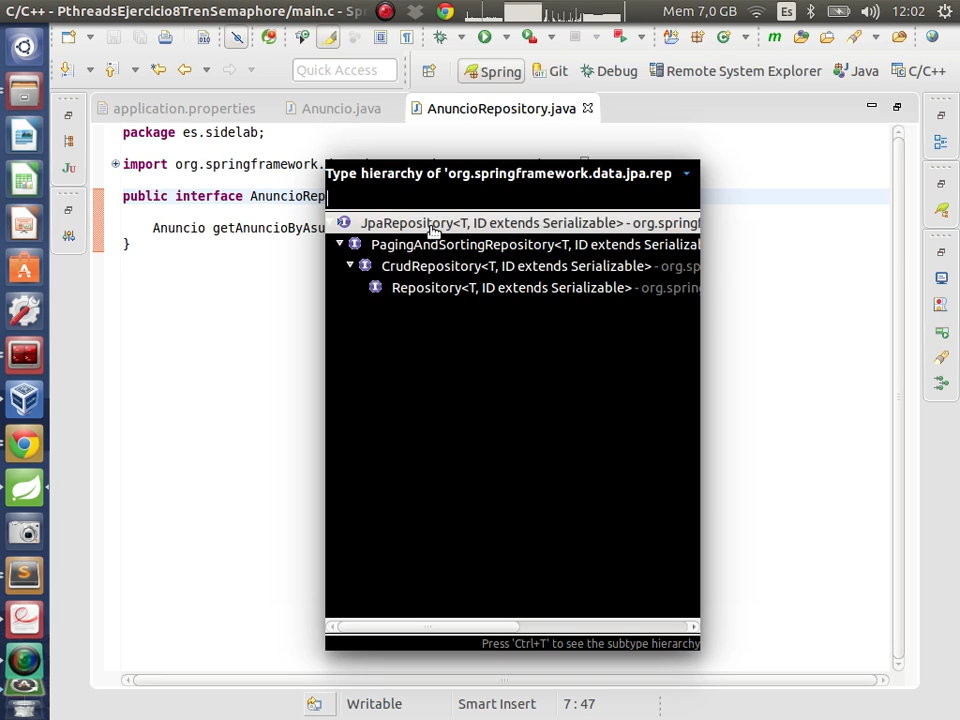 C/C++ - PthreadsEjercicio8TrenSemaphore/main.c - Sp
Mem 7,0 GB
Es
12:02
Quick Access
Spring
Git
Debug
Remote System Explorer
Java
C/C++
application.properties
Anuncio.java
AnuncioRepository.java
package es.sidelab;
import org.springframework.
public interface AnuncioRep
Anuncio getAnuncioByAsu
}
Type hierarchy of 'org.springframework.data.jpa.rep
JpaRepository<T, ID extends Serializable> - org.springf
PagingAndSortingRepository<T, ID extends Serializal
CrudRepository<T, ID extends Serializable> - org.sp
Repository<T, ID extends Serializable> - org.spring
Press 'Ctrl+T' to see the subtype hierarchy
Writable
Smart Insert
7 : 47